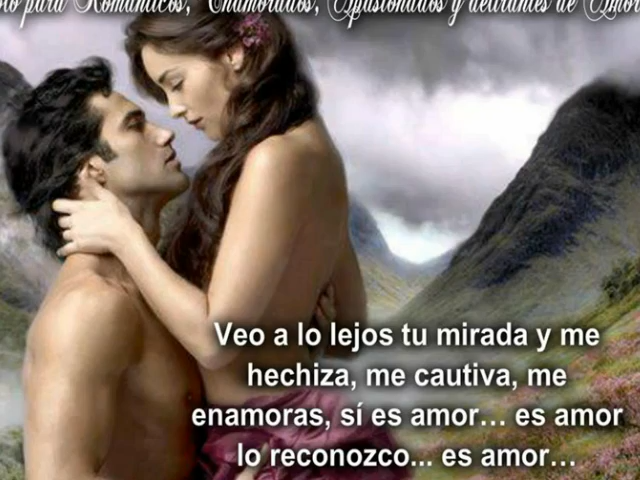 para Románticos, Enamorados, Apasionados y delirantes de
Veo a lo lejos tu mirada y me
hechiza, me cautiva, me
enamoras, sí es amor… es amor
lo reconozco... es amor…